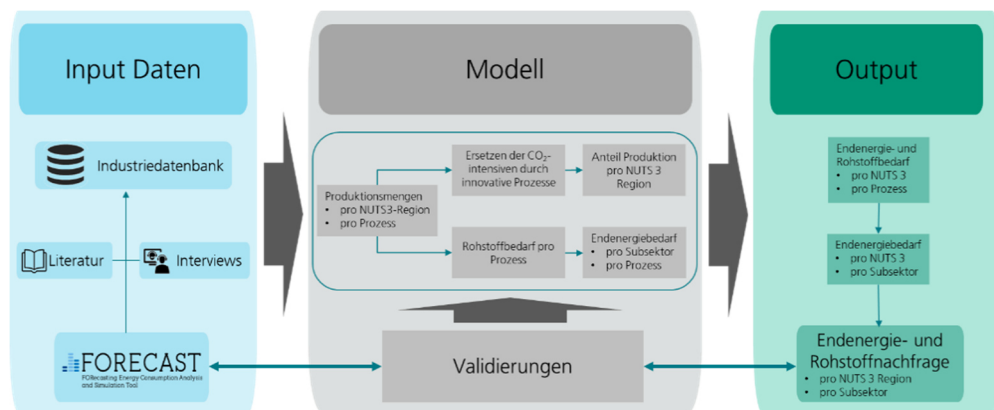 Input Daten
Industriedatenbank
Literatur
Interviews
FORECAST
FORecasting Energy Consumption Analysis
and Simulation Tool
Modell
Produktionsmengen
• pro NUTS3-Region
• pro Prozess
Ersetzen der CO₂-
intensiven durch
innovative Prozesse
Anteil Produktion
pro NUTS 3
Region
Rohstoffbedarf pro
Prozess
Endenergiebedarf
• pro Subsektor
• pro Prozess
Validierungen
Output
Endenergie- und
Rohstoffbedarf
• pro NUTS 3
• pro Prozess
Endenergiebedarf
• pro NUTS 3
• pro Subsektor
Endenergie- und
Rohstoffnachfrage
• pro NUTS 3 Region
• pro Subsektor